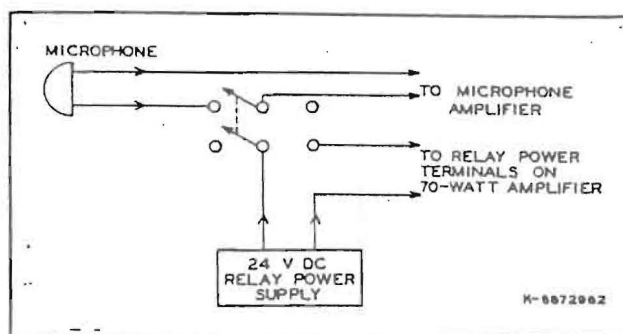 MICROPHONE
TO MICROPHONE
AMPLIFIER
TO RELAY POWER
TERMINALS ON
70-WATT AMPLIFIER
24 V DC
RELAY POWER
SUPPLY
K-6672962